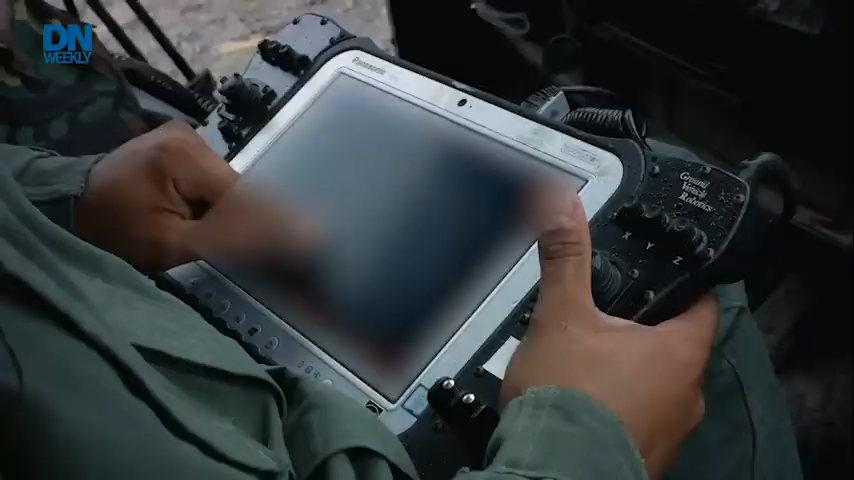 DN
WEEKLY
Panasonic
Ground
Vehicle
Robotics
X
Y
Z